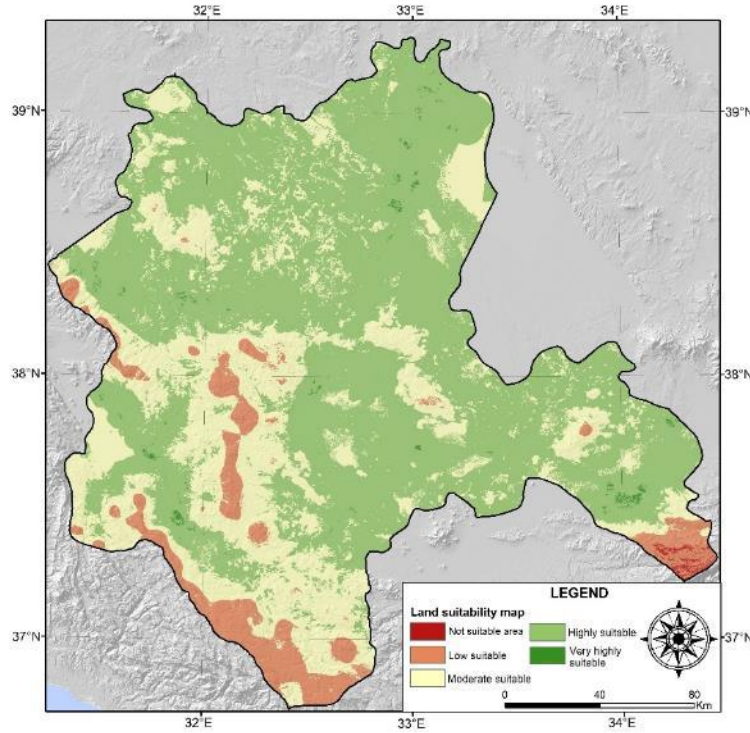 32°E 33°E 34°E
39°N 39°N
38°N 38°N
37°N 37°N
LEGEND
Land suitability map
Not suitable area Highly suitable
Low suitable Very highly
suitable
Moderate suitable
0 40 80
Km
32°E 33°E 34°E